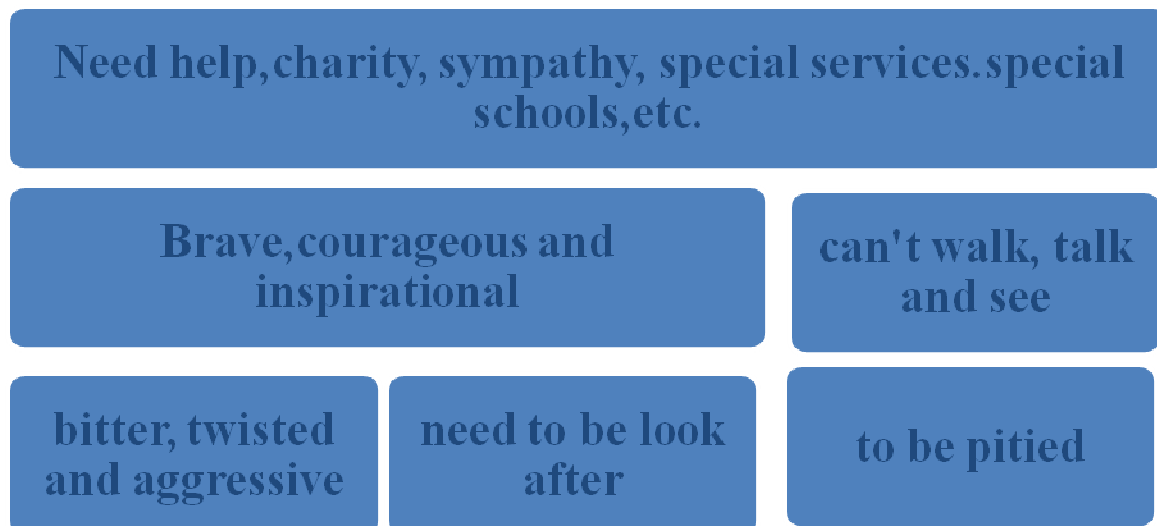 Need help,charity, sympathy, special services.special
schools,etc.
Brave,courageous and
inspirational
can't walk, talk
and see
bitter, twisted
and aggressive
need to be look
after
to be pitied